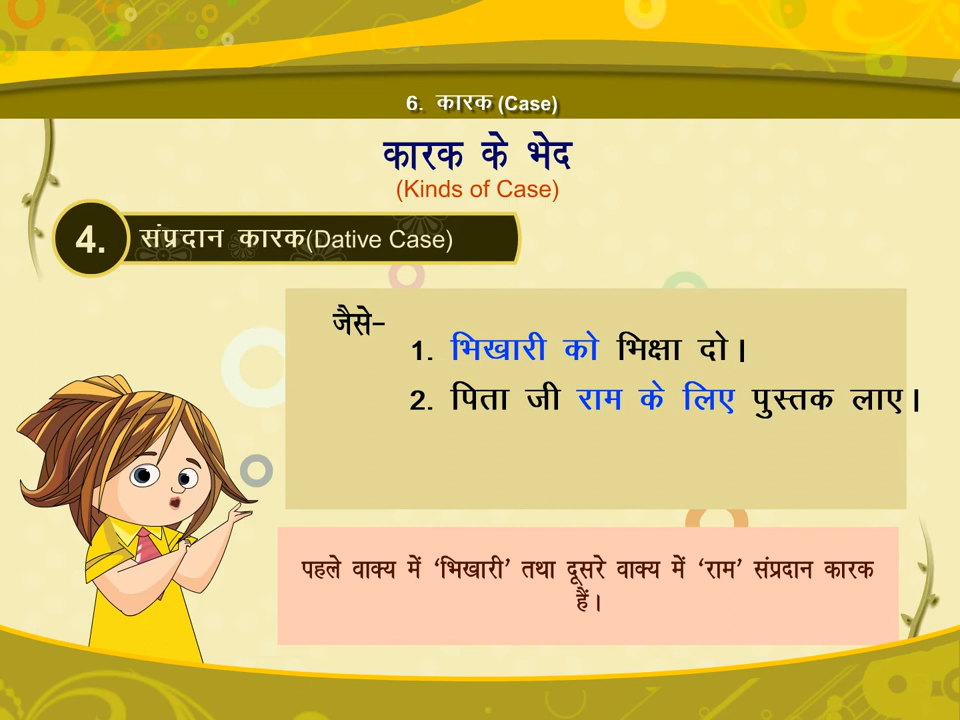 6. कारक (Case)
कारक के भेद
(Kinds of Case)
4. संप्रदान कारक(Dative Case)
जैसे-
1. भिखारी को भिक्षा दो।
2. पिता जी राम के लिए पुस्तक लाए।
पहले वाक्य में ‘भिखारी’ तथा दूसरे वाक्य में ‘राम’ संप्रदान कारक
हैं।